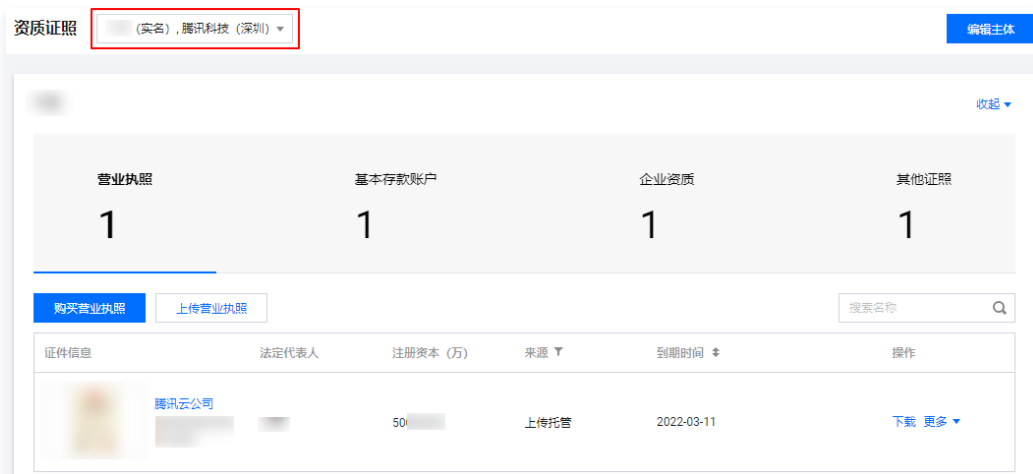 资质证照 (实名) , 腾讯科技（深圳） 编辑主体
收起
营业执照 基本存款账户 企业资质 其他证照
1 1 1 1
购买营业执照 上传营业执照 搜索名称
证件信息 法定代表人 注册资本（万） 来源 到期时间 操作
腾讯云公司
上传托管 2022-03-11 下载 更多